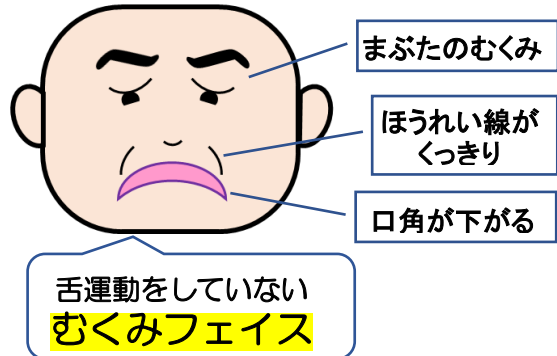 まぶたのむくみ
ほうれい線が
くっきり
口角が下がる
舌運動をしていない
むくみフェイス